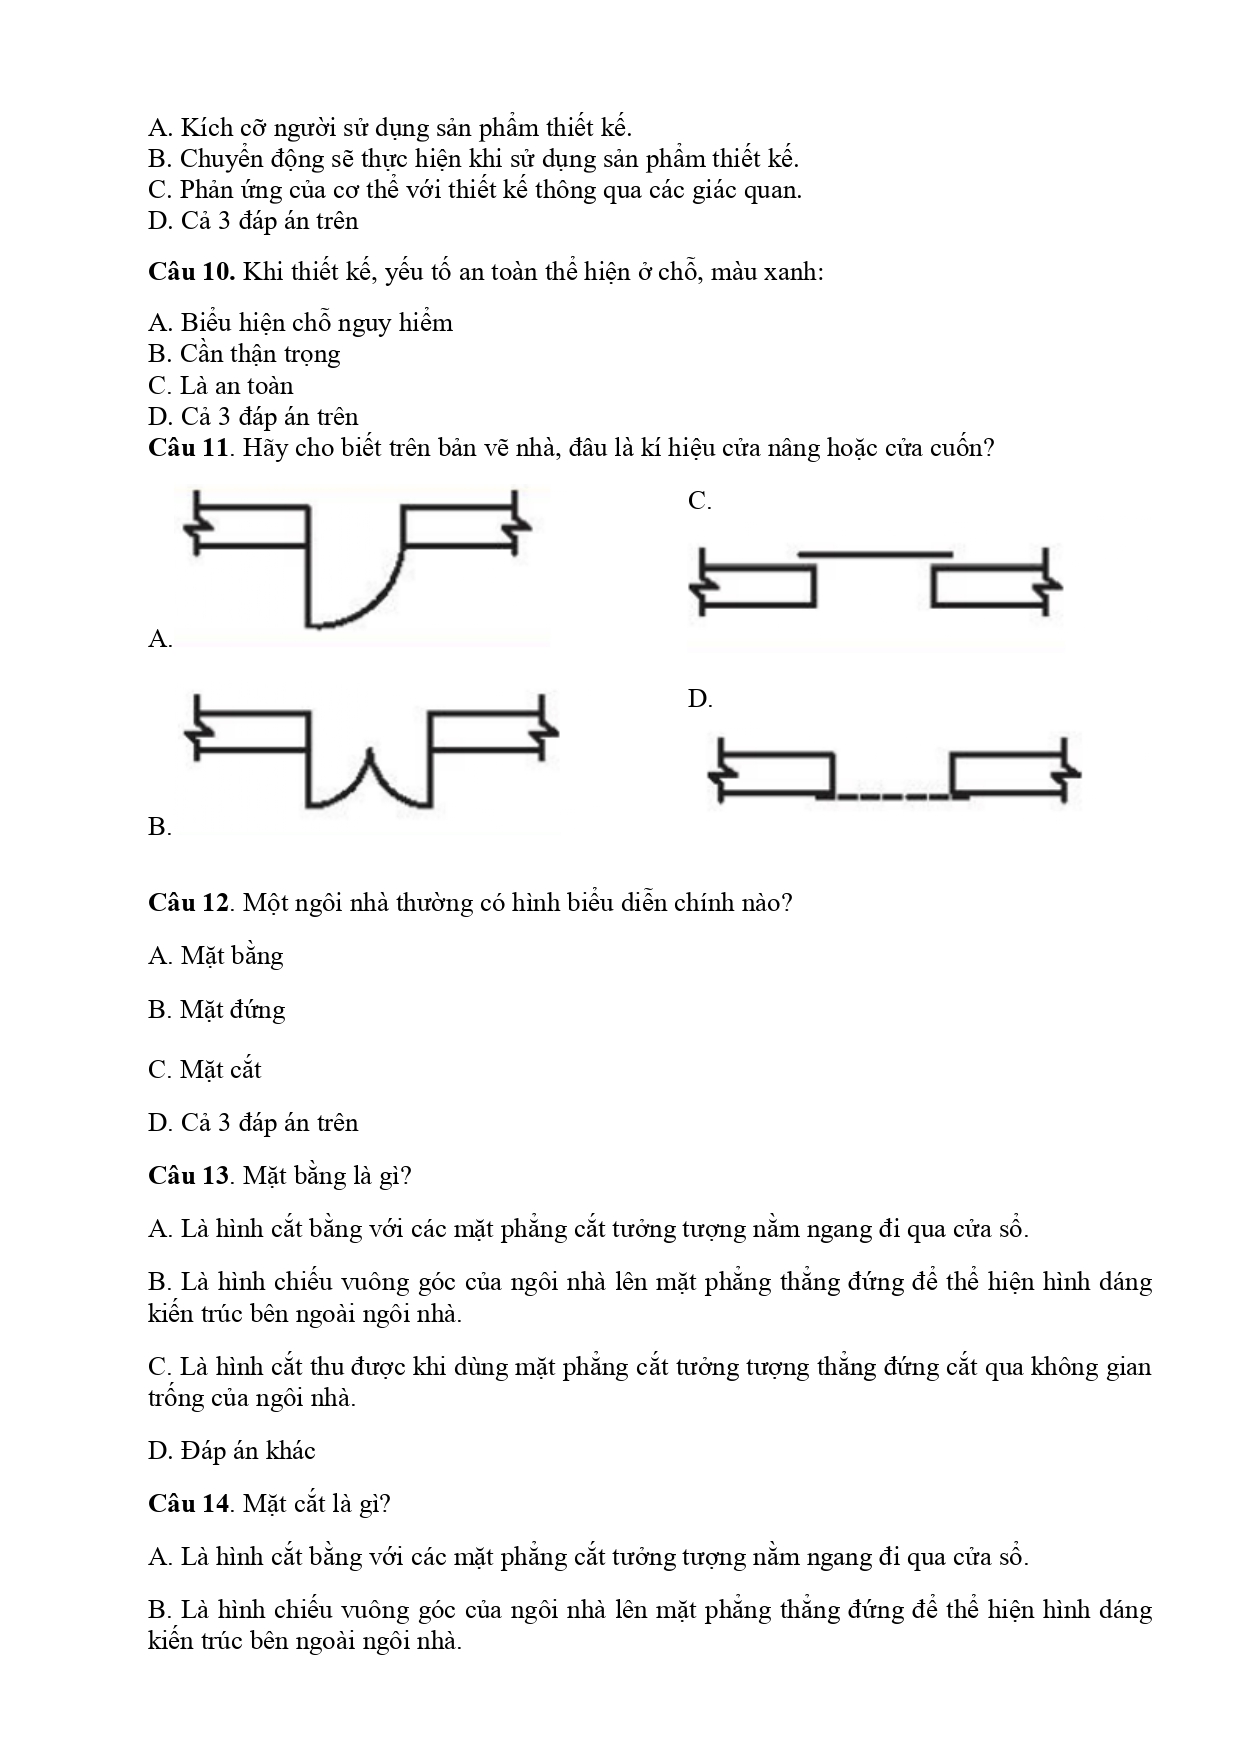 A. Kích cỡ người sử dụng sản phẩm thiết kế.
B. Chuyển động sẽ thực hiện khi sử dụng sản phẩm thiết kế.
C. Phản ứng của cơ thể với thiết kế thông qua các giác quan.
D. Cả 3 đáp án trên
Câu 10. Khi thiết kế, yếu tố an toàn thể hiện ở chỗ, màu xanh:
A. Biểu hiện chỗ nguy hiểm
B. Cần thận trọng
C. Là an toàn
D. Cả 3 đáp án trên
Câu 11. Hãy cho biết trên bản vẽ nhà, đâu là kí hiệu cửa nâng hoặc cửa cuốn?
A.
B.
C.
D.
Câu 12. Một ngôi nhà thường có hình biểu diễn chính nào?
A. Mặt bằng
B. Mặt đứng
C. Mặt cắt
D. Cả 3 đáp án trên
Câu 13. Mặt bằng là gì?
A. Là hình cắt bằng với các mặt phẳng cắt tưởng tượng nằm ngang đi qua cửa sổ.
B. Là hình chiếu vuông góc của ngôi nhà lên mặt phẳng thẳng đứng để thể hiện hình dáng
kiến trúc bên ngoài ngôi nhà.
C. Là hình cắt thu được khi dùng mặt phẳng cắt tưởng tượng thẳng đứng cắt qua không gian
trống của ngôi nhà.
D. Đáp án khác
Câu 14. Mặt cắt là gì?
A. Là hình cắt bằng với các mặt phẳng cắt tưởng tượng nằm ngang đi qua cửa sổ.
B. Là hình chiếu vuông góc của ngôi nhà lên mặt phẳng thẳng đứng để thể hiện hình dáng
kiến trúc bên ngoài ngôi nhà.